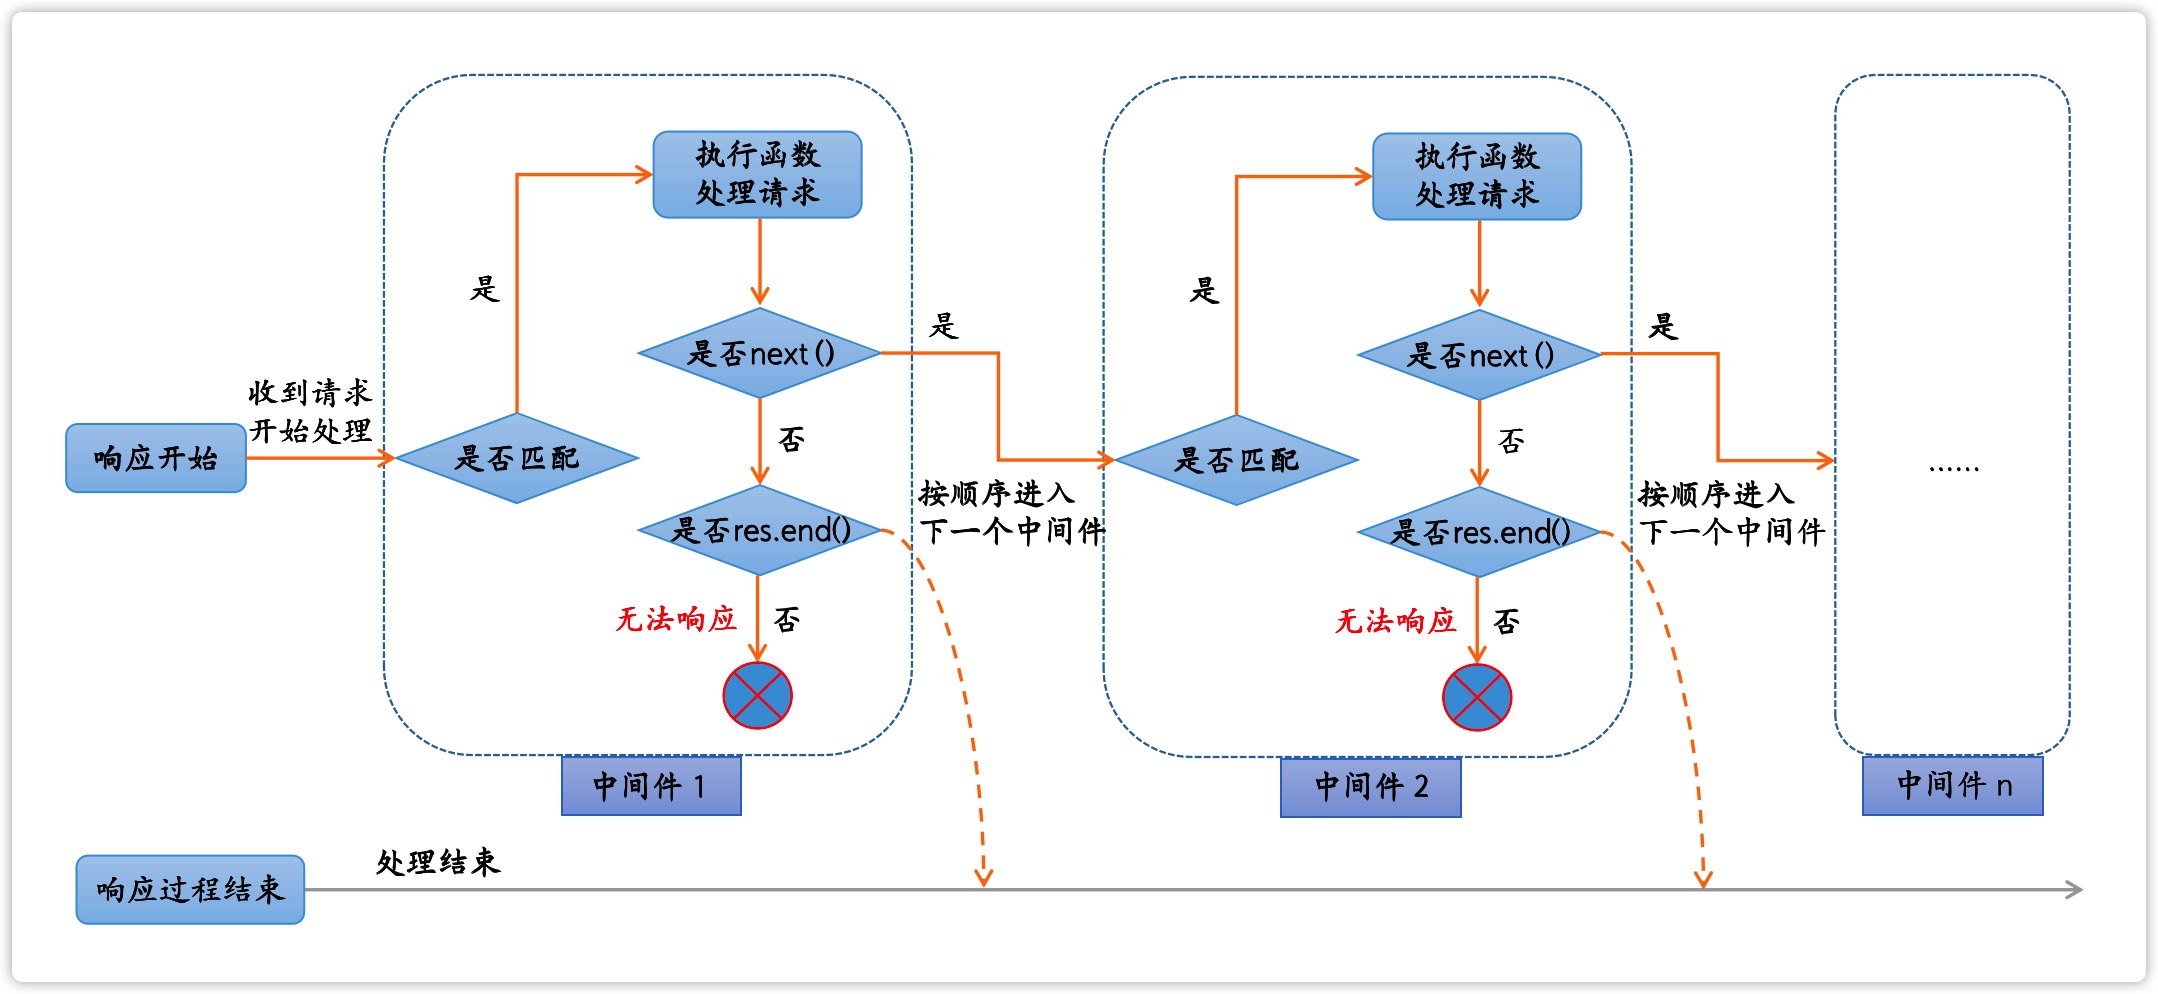 响应开始
收到请求
开始处理
是否匹配
是
执行函数
处理请求
是否next()
是
否
是否res.end()
无法响应
否
按顺序进入
下一个中间件
中间件 1
是否匹配
是
执行函数
处理请求
是否next()
是
否
是否res.end()
无法响应
否
按顺序进入
下一个中间件
中间件 2
......
中间件 n
响应过程结束
处理结束